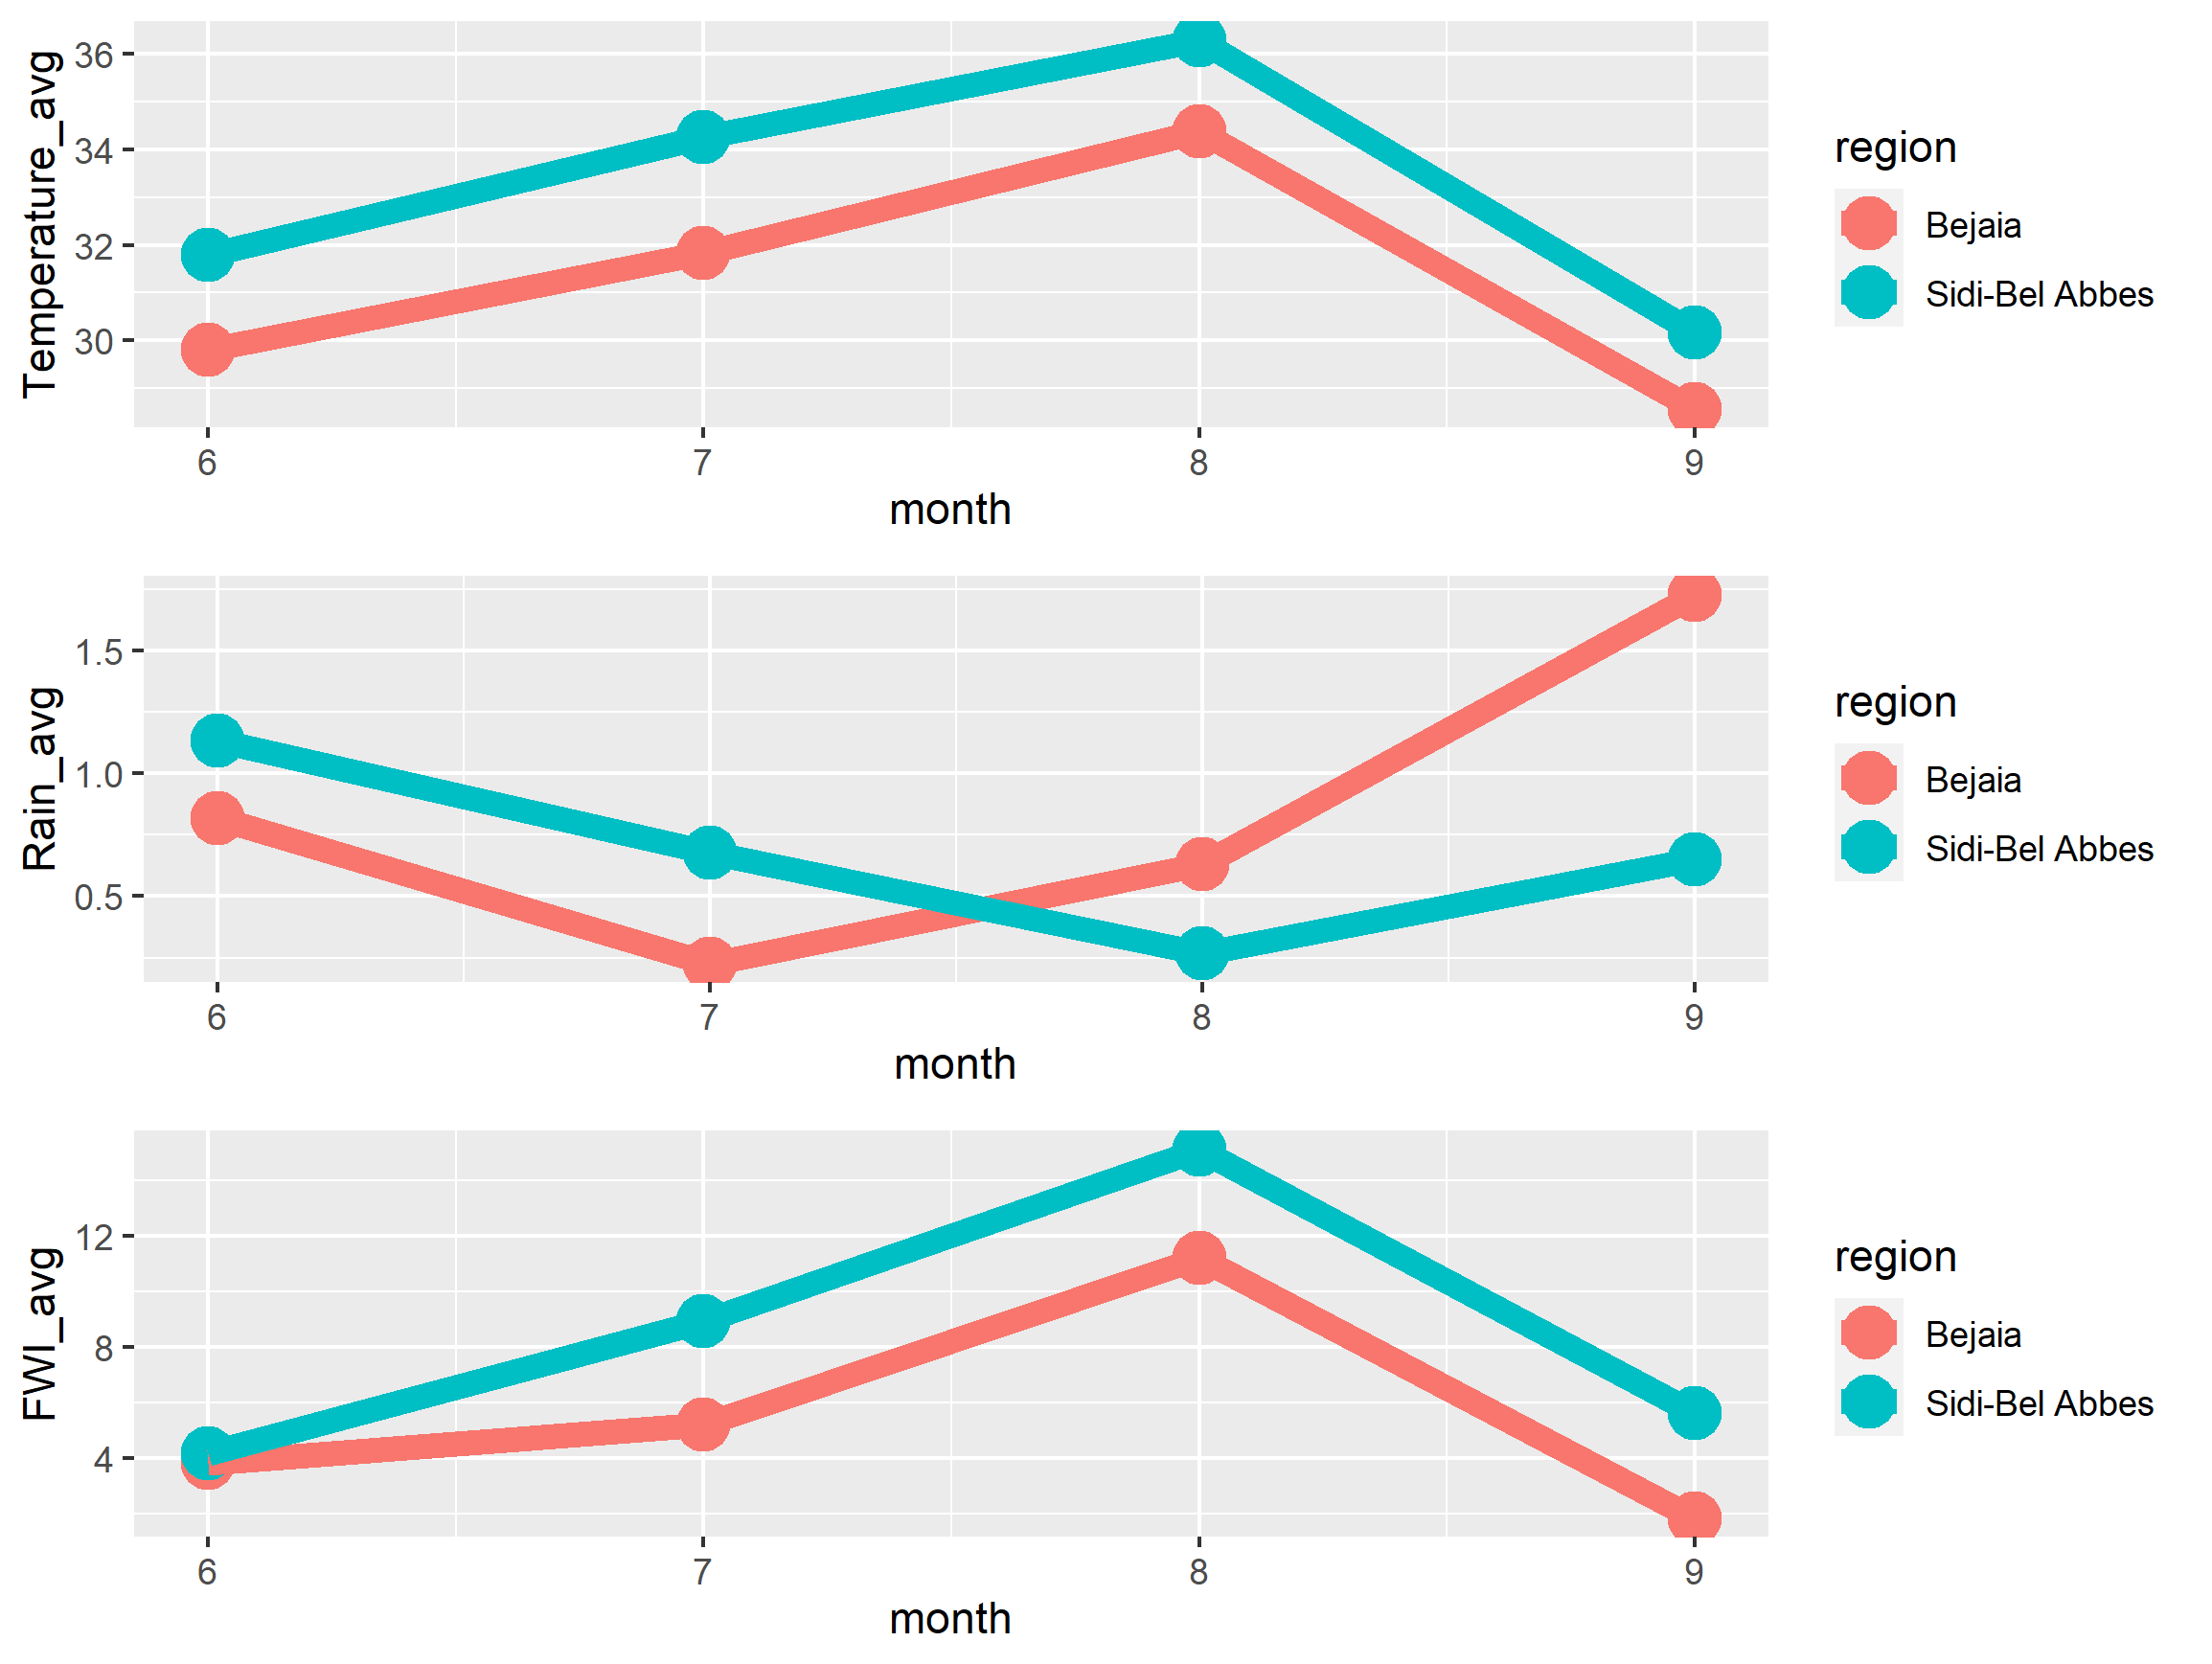 Temperature_avg
36
34
32
30
6 7 8 9
month
region
Bejaia
Sidi-Bel Abbes
Rain_avg
1.5
1.0
0.5
6 7 8 9
month
region
Bejaia
Sidi-Bel Abbes
FWI_avg
12
8
4
6 7 8 9
month
region
Bejaia
Sidi-Bel Abbes